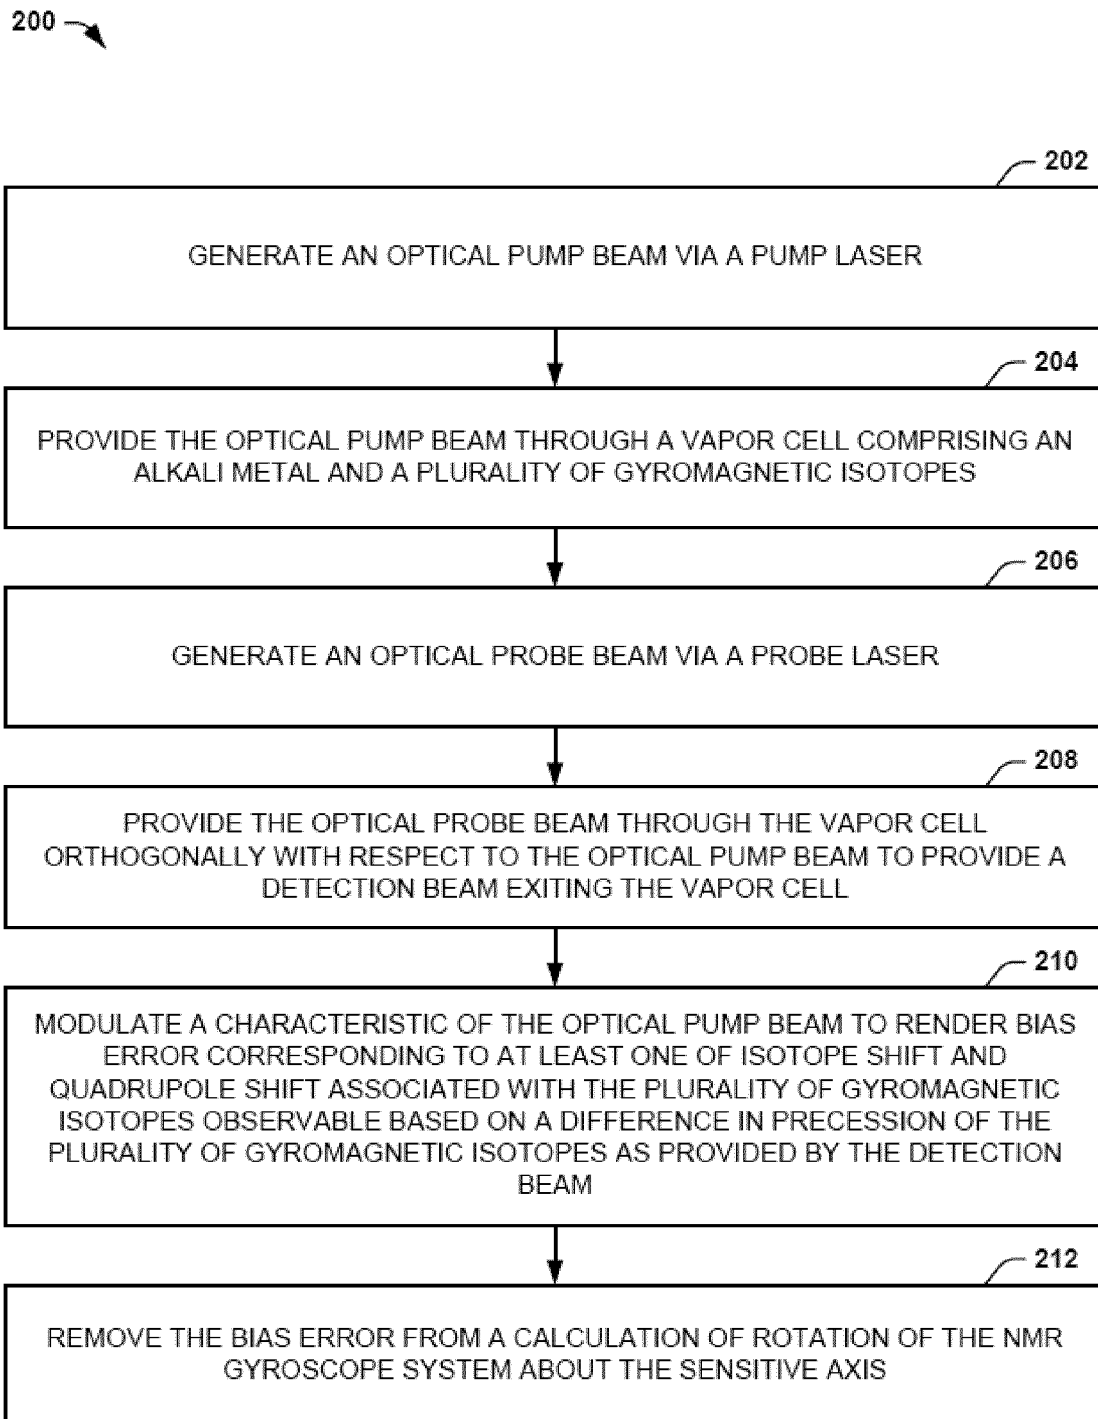 200
202
GENERATE AN OPTICAL PUMP BEAM VIA A PUMP LASER
204
PROVIDE THE OPTICAL PUMP BEAM THROUGH A VAPOR CELL COMPRISING AN
ALKALI METAL AND A PLURALITY OF GYROMAGNETIC ISOTOPES
206
GENERATE AN OPTICAL PROBE BEAM VIA A PROBE LASER
208
PROVIDE THE OPTICAL PROBE BEAM THROUGH THE VAPOR CELL
ORTHOGONALLY WITH RESPECT TO THE OPTICAL PUMP BEAM TO PROVIDE A
DETECTION BEAM EXITING THE VAPOR CELL
210
MODULATE A CHARACTERISTIC OF THE OPTICAL PUMP BEAM TO RENDER BIAS
ERROR CORRESPONDING TO AT LEAST ONE OF ISOTOPE SHIFT AND
QUADRUPOLE SHIFT ASSOCIATED WITH THE PLURALITY OF GYROMAGNETIC
ISOTOPES OBSERVABLE BASED ON A DIFFERENCE IN PRECESSION OF THE
PLURALITY OF GYROMAGNETIC ISOTOPES AS PROVIDED BY THE DETECTION
BEAM
212
REMOVE THE BIAS ERROR FROM A CALCULATION OF ROTATION OF THE NMR
GYROSCOPE SYSTEM ABOUT THE SENSITIVE AXIS